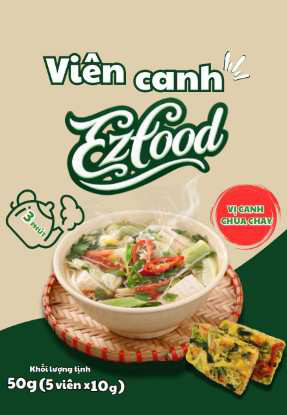 Viên canh
Ezfood
3 PHÚT
VỊ CANH
CHUA CHAY
Khối lượng tịnh
50g (5 viên x10g)